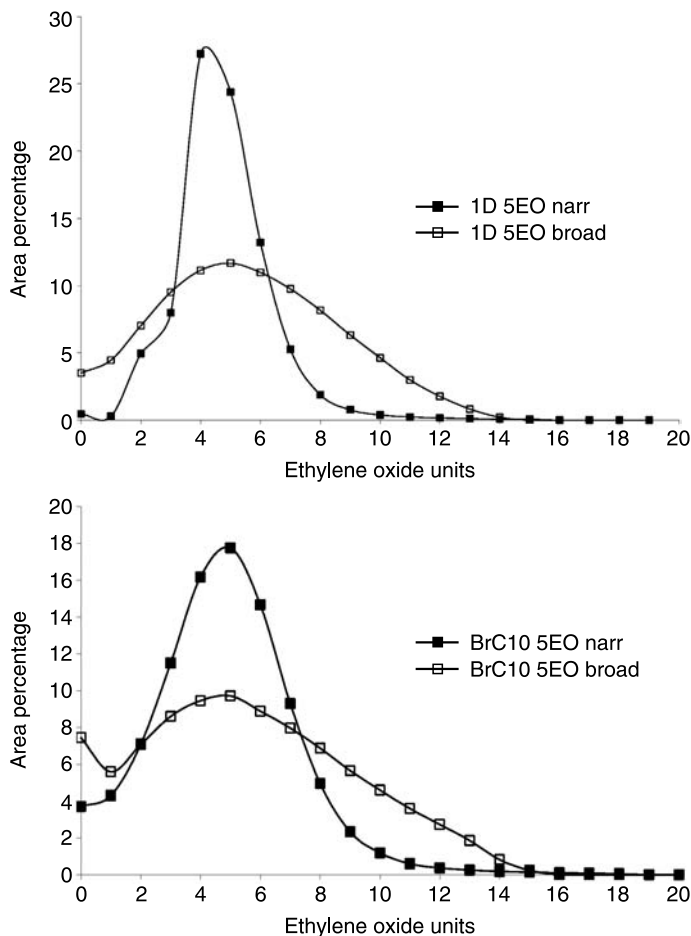 30
25
20
15
10
5
0
Area percentage
1D 5EO narr
1D 5EO broad
0 2 4 6 8 10 12 14 16 18 20
Ethylene oxide units
20
18
16
14
12
10
8
6
4
2
0
Area percentage
BrC10 5EO narr
BrC10 5EO broad
0 2 4 6 8 10 12 14 16 18 20
Ethylene oxide units